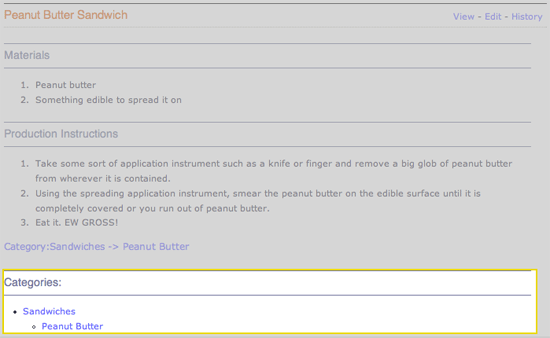 Peanut Butter Sandwich
View - Edit - History
Materials
1. Peanut butter
2. Something edible to spread it on
Production Instructions
1. Take some sort of application instrument such as a knife or finger and remove a big glob of peanut butter
from wherever it is contained.
2. Using the spreading application instrument, smear the peanut butter on the edible surface until it is
completely covered or you run out of peanut butter.
3. Eat it. EW GROSS!
Category:Sandwiches -> Peanut Butter
Categories:
• Sandwiches
◦ Peanut Butter